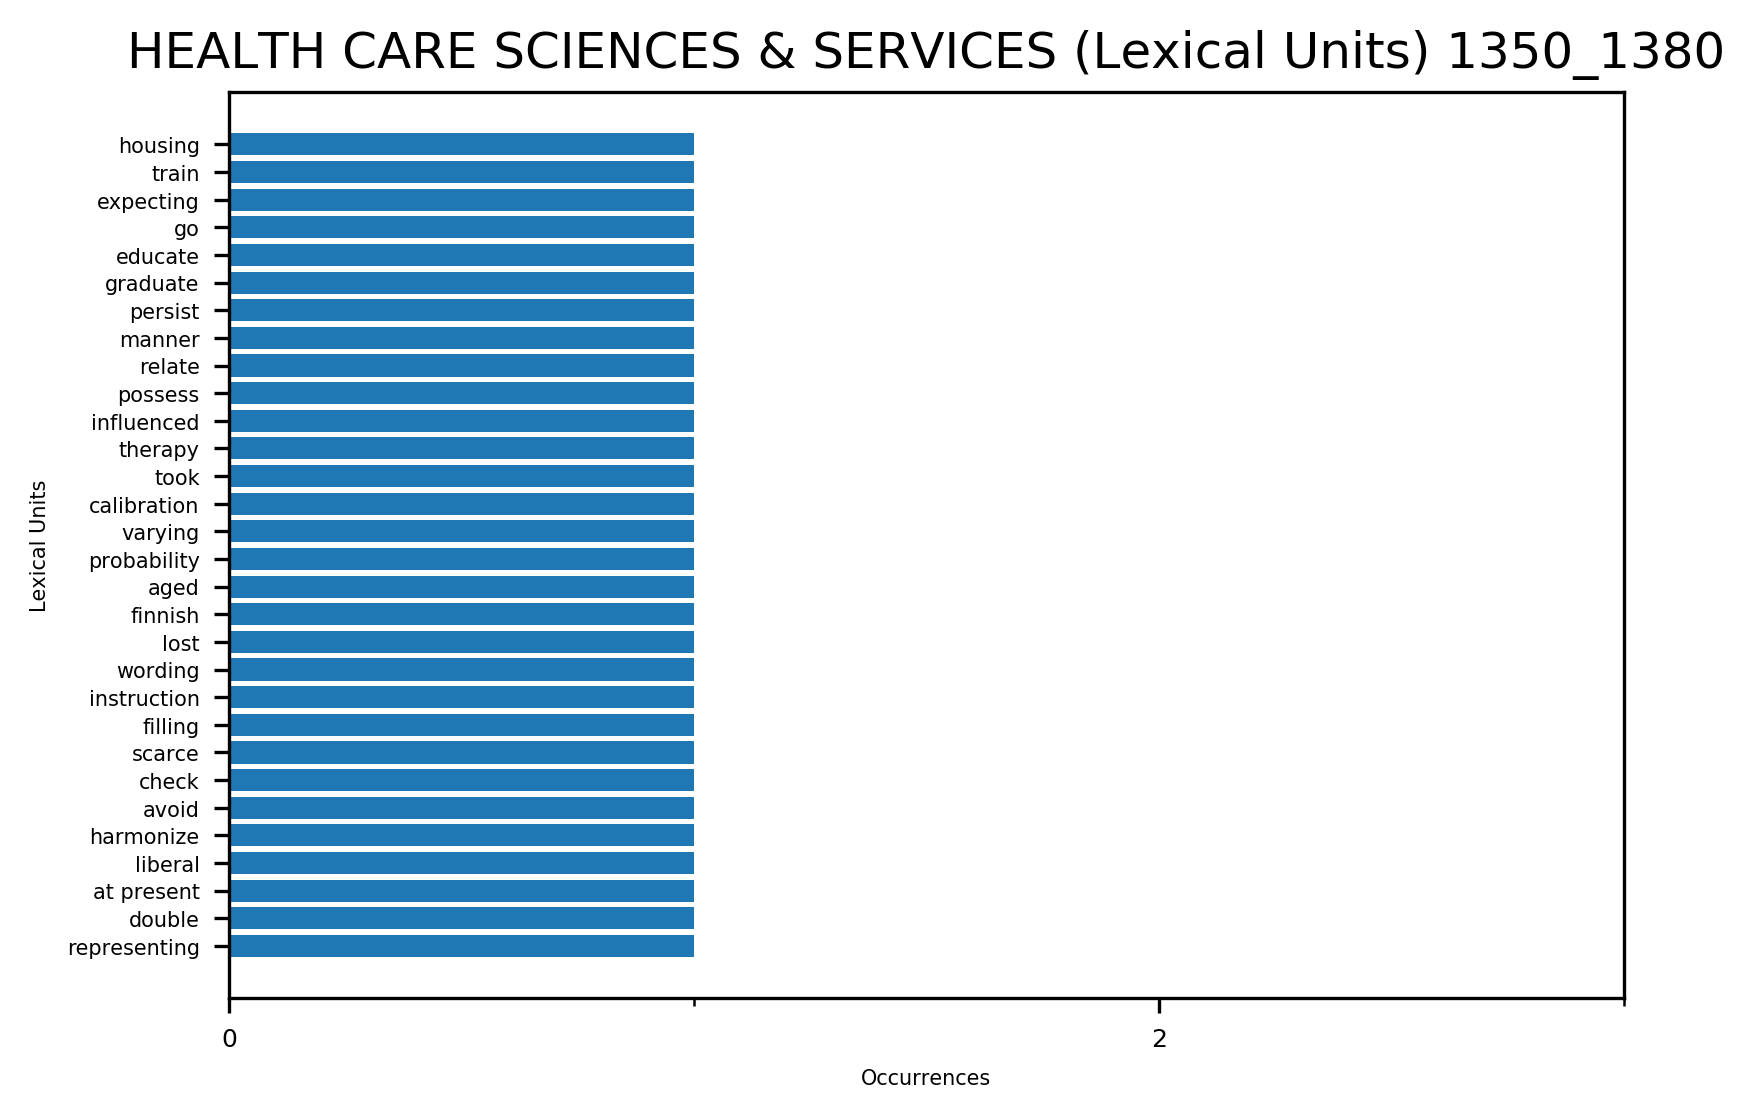 HEALTH CARE SCIENCES & SERVICES (Lexical Units) 1350_1380
housing
train
expecting
go
educate
graduate
persist
manner
relate
possess
influenced
therapy
took
calibration
varying
probability
aged
finnish
lost
wording
instruction
filling
scarce
check
avoid
harmonize
liberal
at present
double
representing
Lexical Units
0 2
Occurrences